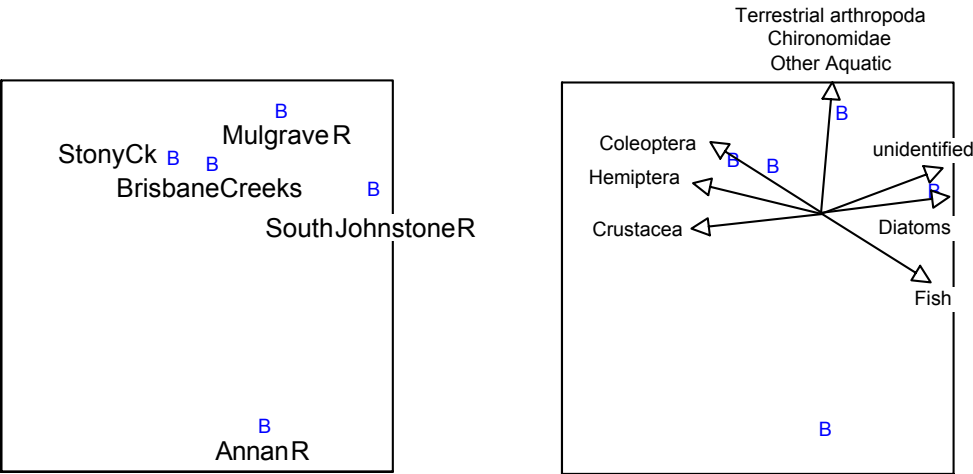 B
Mulgrave R
StonyCk B
B
BrisbaneCreeks
B
SouthJohnstoneR
B
AnnanR
Terrestrial arthropoda
Chironomidae
Other Aquatic
B
Coleoptera
B
B
unidentified
Hemiptera
B
Crustacea
Diatoms
Fish
B